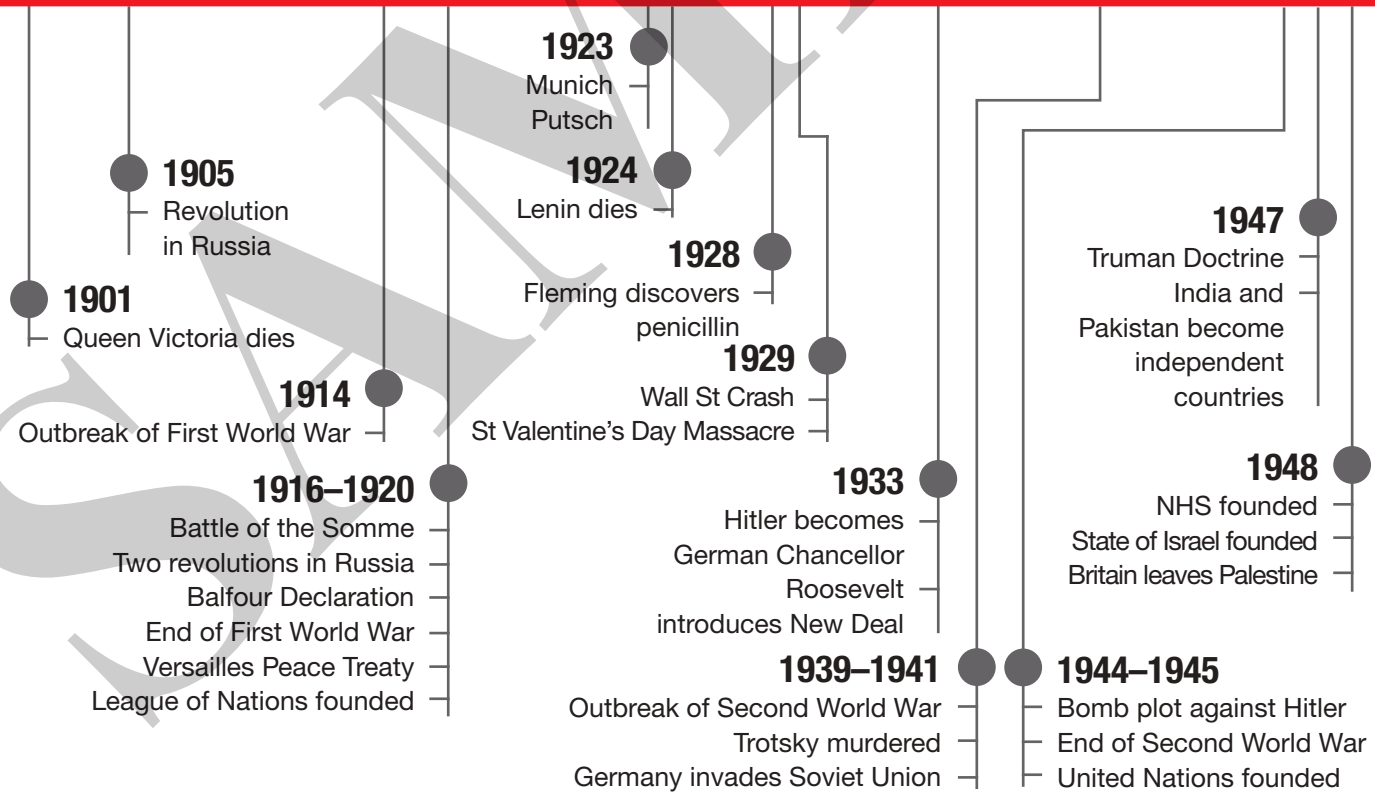 1901
Queen Victoria dies
1905
Revolution
in Russia
1914
Outbreak of First World War
1916–1920
Battle of the Somme
Two revolutions in Russia
Balfour Declaration
End of First World War
Versailles Peace Treaty
League of Nations founded
1923
Munich
Putsch
1924
Lenin dies
1928
Fleming discovers
penicillin
1929
Wall St Crash
St Valentine’s Day Massacre
1933
Hitler becomes
German Chancellor
Roosevelt
introduces New Deal
1939–1941
Outbreak of Second World War
Trotsky murdered
Germany invades Soviet Union
1944–1945
Bomb plot against Hitler
End of Second World War
United Nations founded
1947
Truman Doctrine
India and
Pakistan become
independent
countries
1948
NHS founded
State of Israel founded
Britain leaves Palestine
SAM